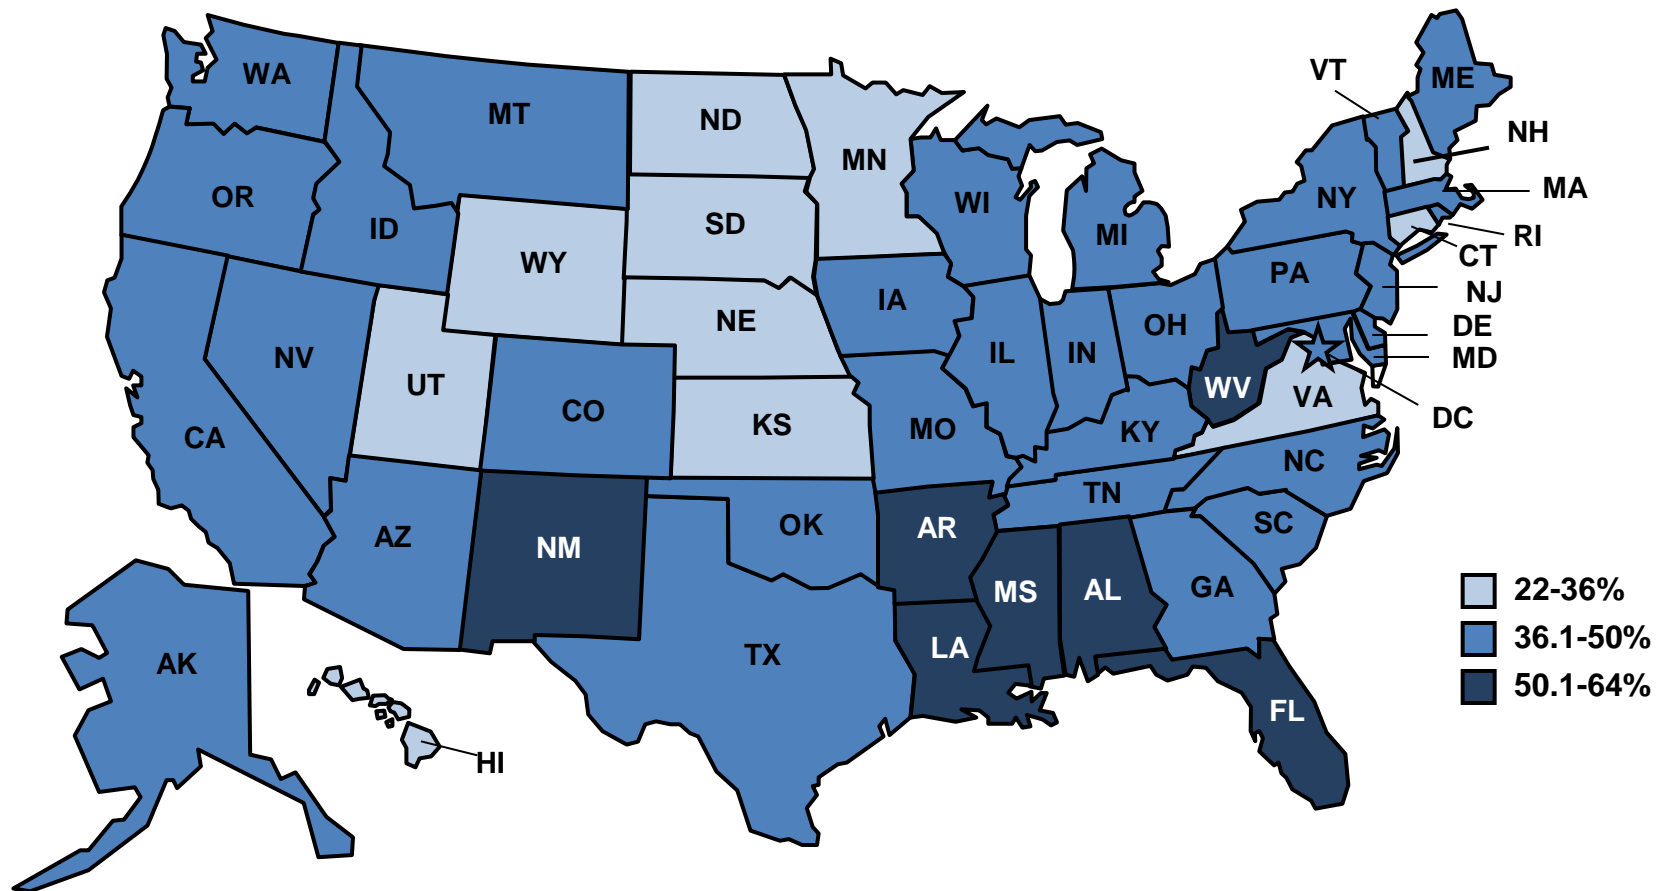 VT
ME
WA
MT
ND
NH
MN
MA
OR
WI
NY
ID
SD
MI
RI
WY
CT
PA
NJ
IA
NE
OH
DE
NV
IL
IN
MD
UT
WV
VA
CO
DC
KS
MO
KY
CA
NC
TN
OK
SC
AR
AZ
NM
GA
MS
AL
22-36%
36.1-50%
LA
TX
AK
50.1-64%
FL
HI